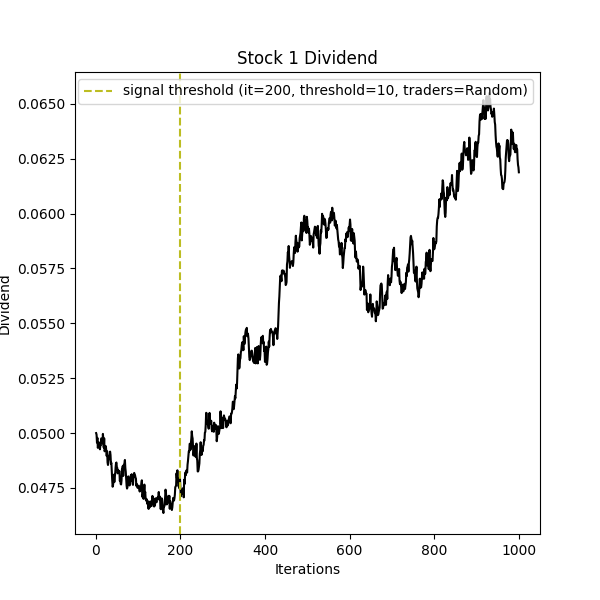 Stock 1 Dividend
signal threshold (it=200, threshold=10, traders=Random)
Dividend
0.0650
0.0625
0.0600
0.0575
0.0550
0.0525
0.0500
0.0475
0 200 400 600 800 1000
Iterations